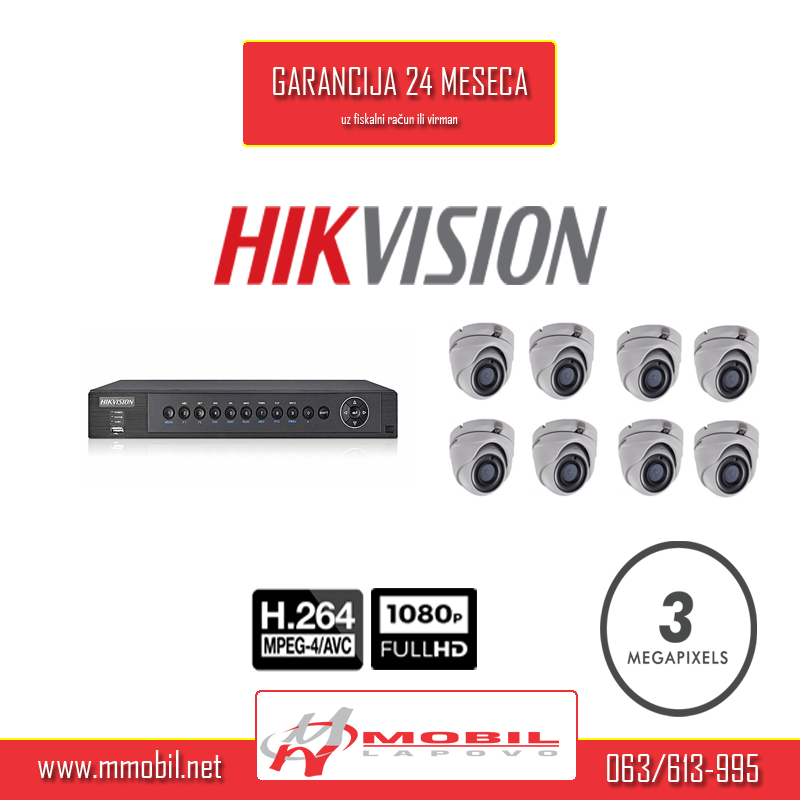 GARANCIJA 24 MESECA
uz fiskalni račun ili virman
HIKVISION
HIKVISION
H.264
MPEG-4/AVC
1080p
FULLHD
3
MEGAPIXELS
MOBIL
LAPOVO
www.mmobil.net
063/613-995